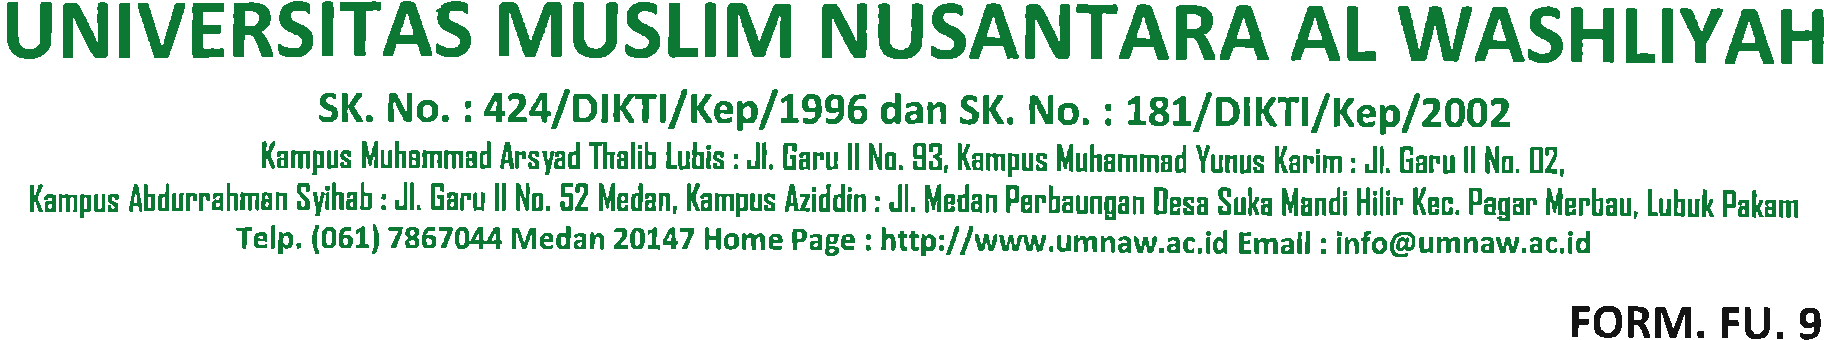 UNIVERSITAS MUSLIM NUSANTARA AL WASHLIYAH
SK. No. : 424/DIKTI/Kep/1996 dan SK. No. : 181/DIKTI/Kep/2002
Kampus Muhammad Arsyad Thalib Lubis : Jl. Garu II No. 93, Kampus Muhammad Yunus Karim : Jl. Garu II No. 02,
Kampus Abdurrahman Syihab : Jl. Garu II No. 52 Medan, Kampus Aziddin : Jl. Medan Perbaungan Desa Suka Mandi Hilir Kec. Pagar Merbau, Lubuk Pakam
Telp. (061) 7867044 Medan 20147 Home Page : http://www.umnaw.ac.id Email : info@umnaw.ac.id
FORM. FU. 9